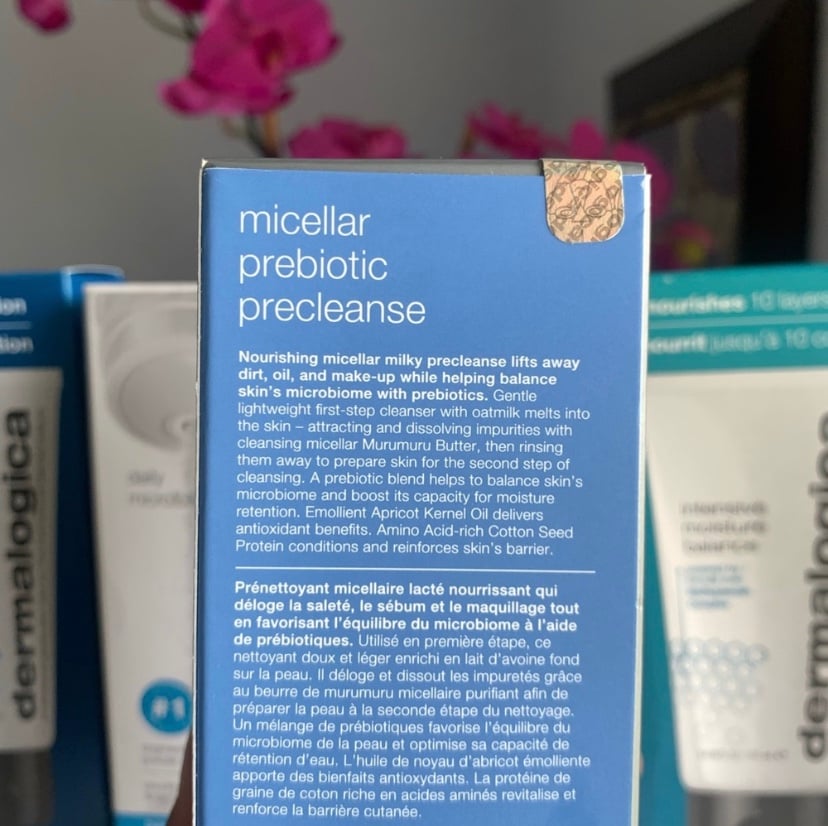 micellar
prebiotic
precleanse
Nourishing micellar milky precleanse lifts away
dirt, oil, and make-up while helping balance
skin's microbiome with prebiotics. Gentle
lightweight first-step cleanser with oatmilk melts into
the skin – attracting and dissolving impurities with
cleansing micellar Murumuru Butter, then rinsing
them away to prepare skin for the second step of
cleansing. A prebiotic blend helps to balance skin's
microbiome and boost its capacity for moisture
retention. Emollient Apricot Kernel Oil delivers
antioxidant benefits. Amino Acid-rich Cotton Seed
Protein conditions and reinforces skin's barrier.
Prénettoyant micellaire lacté nourrissant qui
déloge la saleté, le sébum et le maquillage tout
en favorisant l'équilibre du microbiome à l'aide
de prébiotiques. Utilisé en première étape, ce
nettoyant doux et léger enrichi en lait d'avoine fond
sur la peau. Il déloge et dissout les impuretés grâce
au beurre de murumuru micellaire purifiant afin de
préparer la peau à la seconde étape du nettoyage.
Un mélange de prébiotiques favorise l'équilibre du
microbiome de la peau et optimise sa capacité de
rétention d'eau. L'huile de noyau d'abricot émolliente
apporte des bienfaits antioxydants. La protéine de
graine de coton riche en acides aminés revitalise et
renforce la barrière cutanée.
dermalogica
daily
#1
nourishes 10 layers
nourrit jusqu'à 10
intensive
moisture
balance
dermalogica